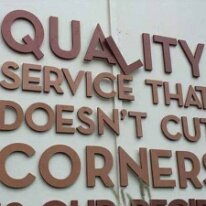 QUALITY
SERVICE THAT
DOESN'T CUT
CORNERS